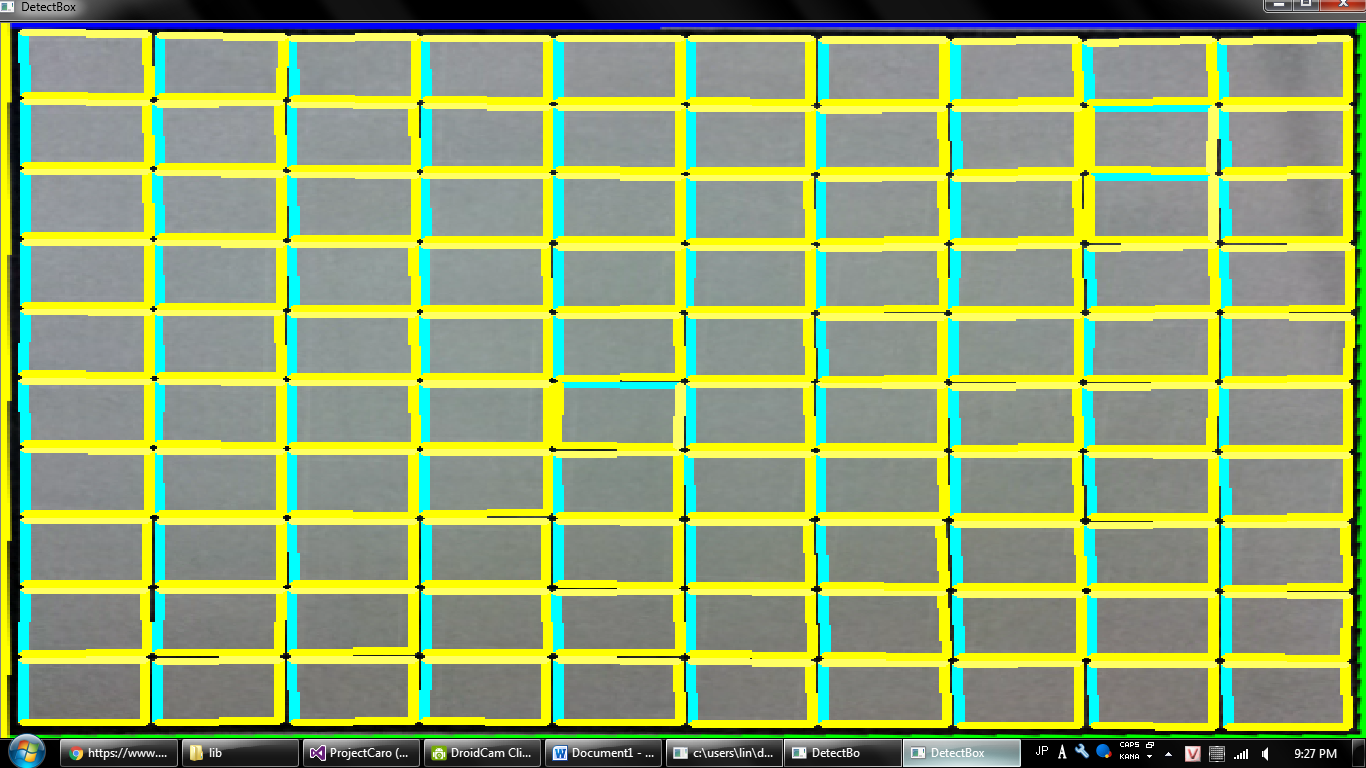 DetectBox
https://www....
lib
ProjectCaro (...
DroidCam Cli...
Document1 - ...
c:\users\lin\d...
DetectBo
DetectBox
JP
A
CAPS
KANA
V
9:27 PM